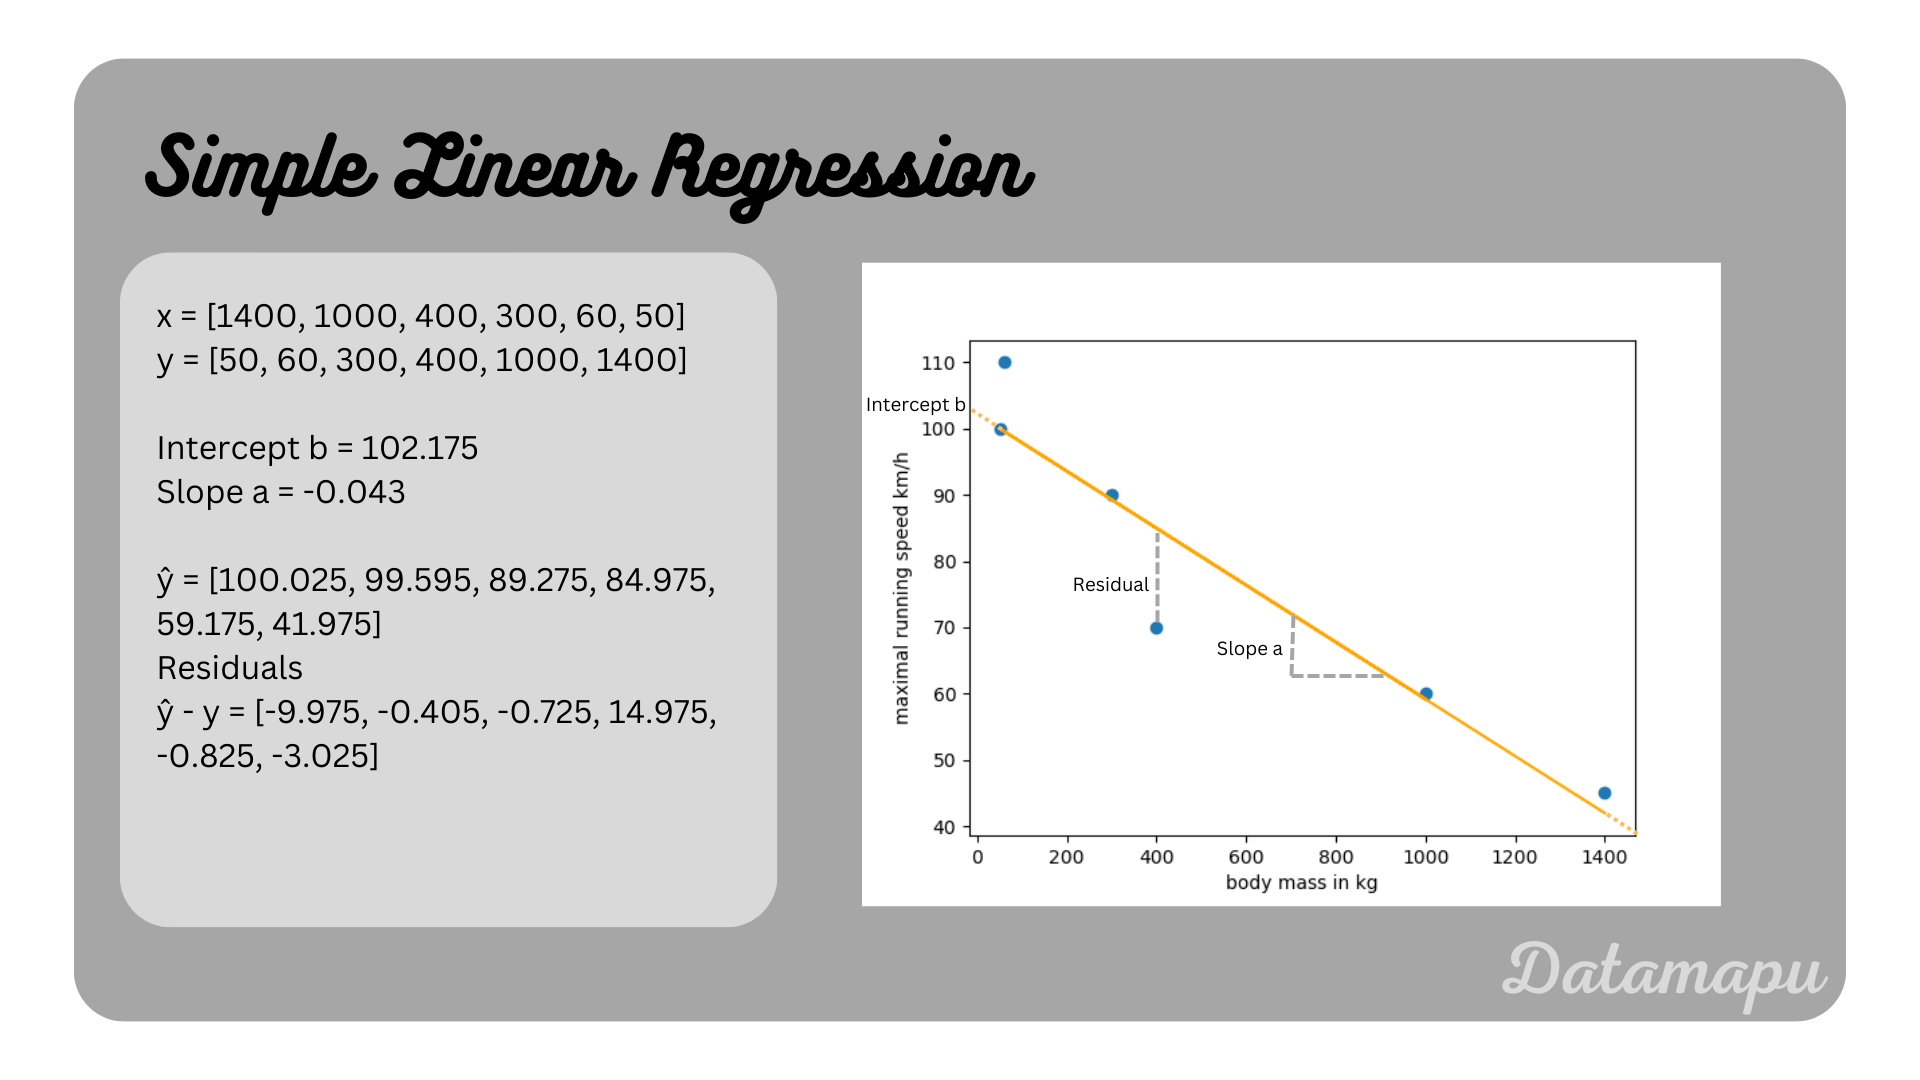 Simple Linear Regression
x = [1400, 1000, 400, 300, 60, 50]
y = [50, 60, 300, 400, 1000, 1400]
Intercept b = 102.175
Slope a = -0.043
ŷ = [100.025, 99.595, 89.275, 84.975,
59.175, 41.975]
Residuals
ŷ - y = [-9.975, -0.405, -0.725, 14.975,
-0.825, -3.025]
110
Intercept b
100
90
80
Residual
70
Slope a
60
50
40
maximal running speed km/h
0 200 400 600 800 1000 1200 1400
body mass in kg
Datamapu